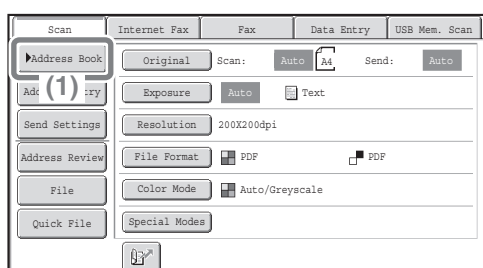 Scan Internet Fax Fax Data Entry USB Mem. Scan
Address Book Original Scan: Auto A4 Send: Auto
(1) Exposure Auto Text
Send Settings Resolution 200X200dpi
Address Review File Format PDF PDF
File Color Mode Auto/Greyscale
Quick File Special Modes